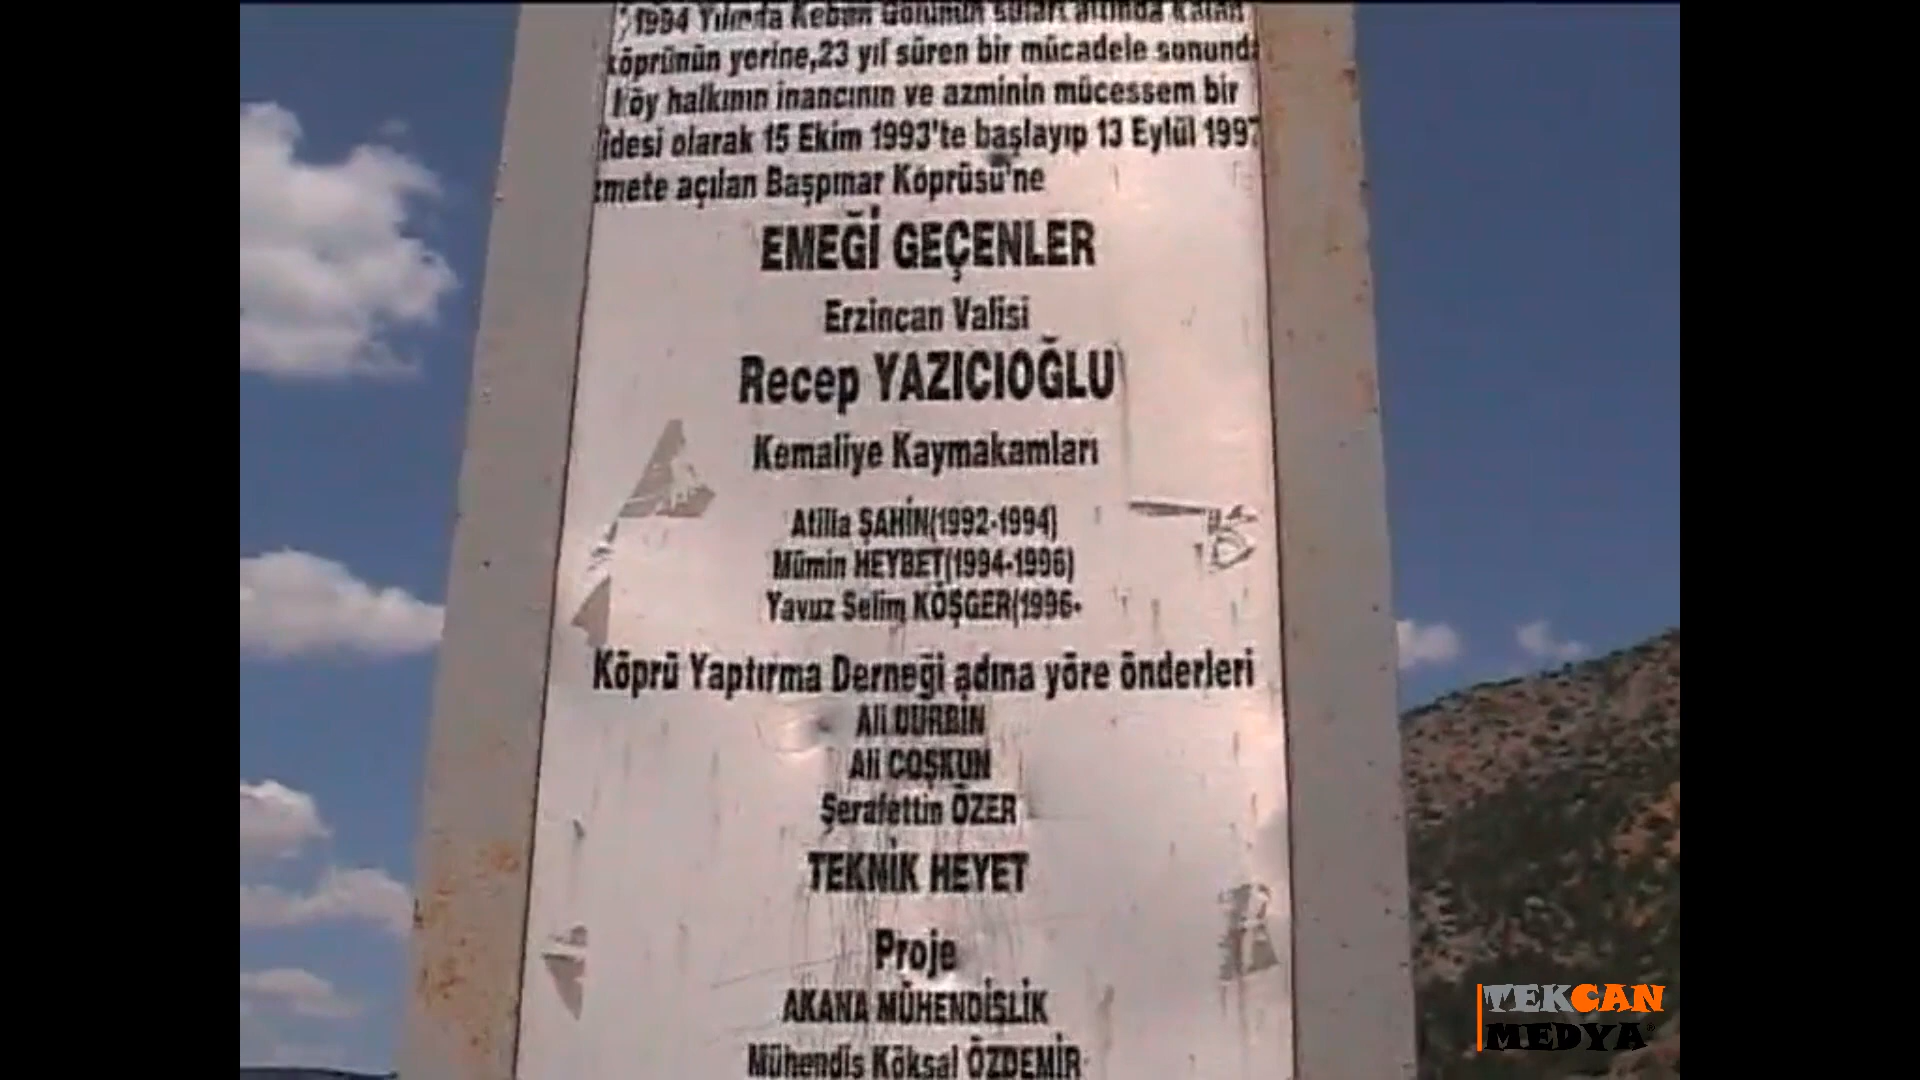 1994 Yılında Keban Gölünün suları altında kalan
köprünün yerine,23 yıl süren bir mücadele sonunda
köy halkının inancının ve azminin mücessem bir
idesi olarak 15 Ekim 1993'te başlayıp 13 Eylül 1997
zmete açılan Başpınar Köprüsü'ne
EMEĞİ GEÇENLER
Erzincan Valisi
Recep YAZICIOĞLU
Kemaliye Kaymakamları
Atilla ŞAHİN(1992-1994)
Mümin HEYBET(1994-1996)
Yavuz Selim KÖŞGER(1996-
Köprü Yaptırma Derneği adına yöre önderleri
Ali DURBİN
Ali COŞKUN
Şerafettin ÖZER
TEKNİK HEYET
Proje
AKANA MÜHENDİSLİK
Mühendis Köksal ÖZDEMİR
TEKCAN
MEDYA